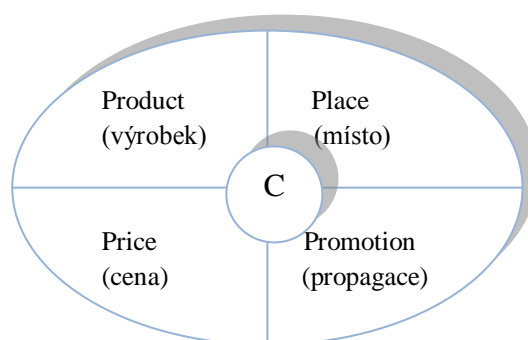 Product
(výrobek)
Place
(místo)
C
Price
(cena)
Promotion
(propagace)